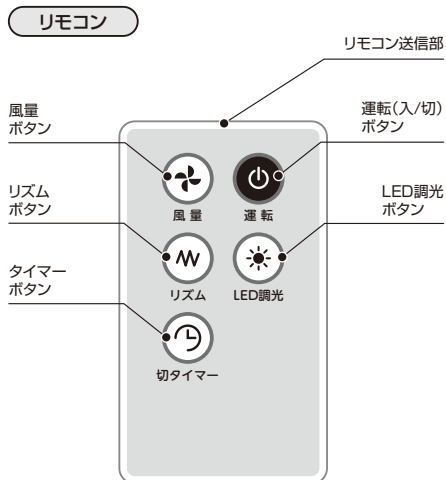 リモコン
リモコン送信部
風量
ボタン
運転(入/切)
ボタン
リズム
ボタン
LED調光
ボタン
タイマー
ボタン
風量
運転
リズム
LED調光
切タイマー